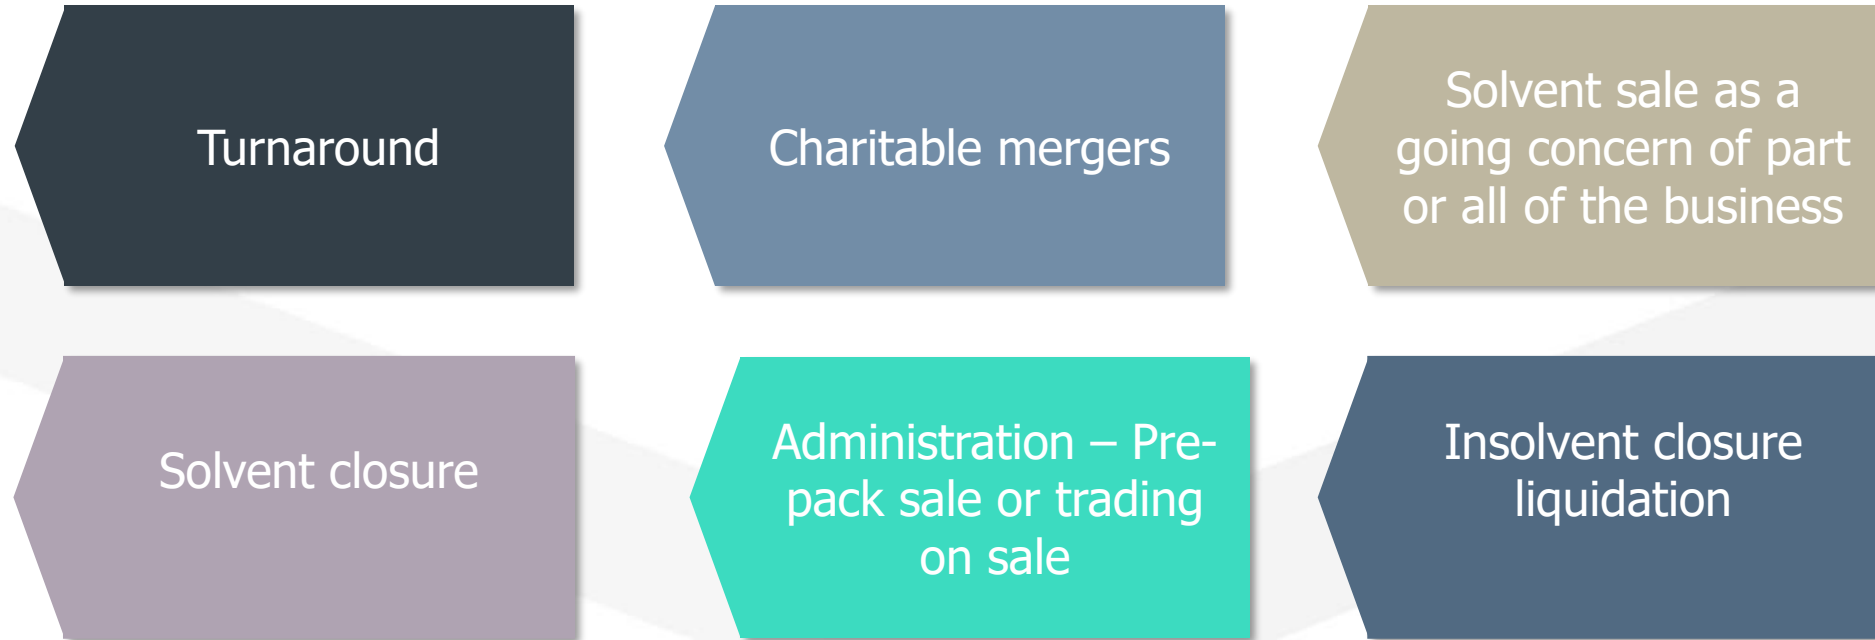 Turnaround
Charitable mergers
Solvent sale as a
going concern of part
or all of the business
Solvent closure
Administration – Pre-
pack sale or trading
on sale
Insolvent closure
liquidation